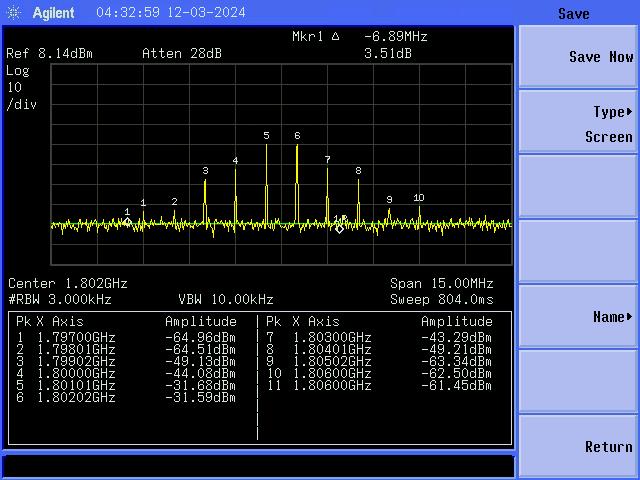 Agilent 04:32:59 12-03-2024 Save
Mkr1 Δ -6.89MHz
Ref 8.14dBm Atten 28dB 3.51dB
Save Now
Log
10
/div
Type
Screen
5 6
3 4 7 8
1 2 9 10
1
Center 1.802GHz Span 15.00MHz
#RBW 3.000kHz VBW 10.00kHz Sweep 804.0ms
Name
Pk X Axis Amplitude Pk X Axis Amplitude
1 1.79700GHz -64.96dBm 7 1.80300GHz -43.29dBm
2 1.79801GHz -64.51dBm 8 1.80401GHz -49.21dBm
3 1.79902GHz -49.13dBm 9 1.80502GHz -63.34dBm
4 1.80000GHz -44.08dBm 10 1.80600GHz -62.50dBm
5 1.80101GHz -31.68dBm 11 1.80600GHz -61.45dBm
6 1.80202GHz -31.59dBm
Return